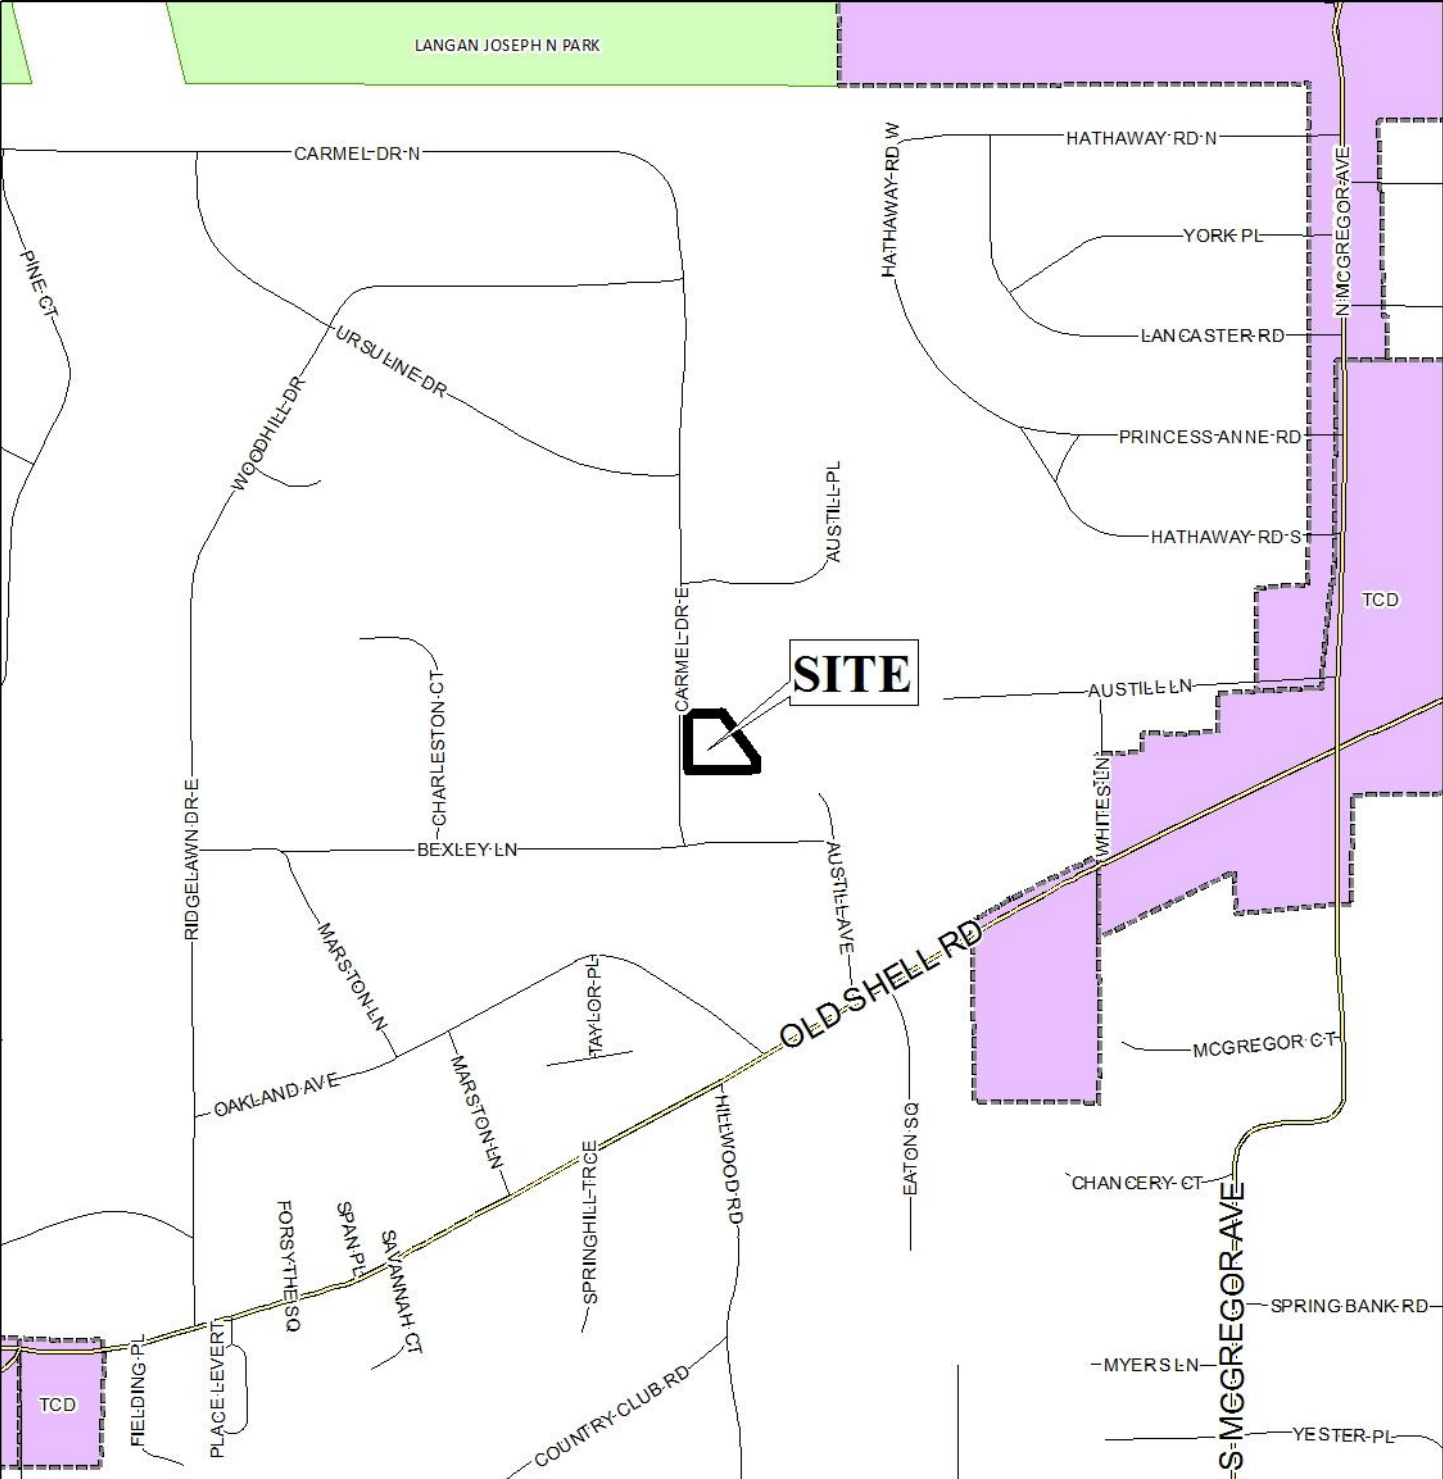 LANGAN JOSEPH N PARK
CARMEL DR N
HATHAWAY RD W
HATHAWAY RD N
N MCGREGOR AVE
YORK PL
PINE CT
URSULINE DR
LANCASTER RD
WOODHILL DR
PRINCESS ANNE RD
AUSTILL PL
HATHAWAY RD S
TCD
CARMEL DR E
SITE
AUSTILL LN
CHARLESTON CT
WHITES LN
RIDGELAWN DR E
BEXLEY LN
AUSTILL AVE
MARSTON LN
OLD SHELL RD
TAYLOR PL
MCGREGOR CT
OAKLAND AVE
MARSTON LN
HILLWOOD RD
EATON SQ
SPRINGHILL TRCE
CHANCERY CT
FORSYTHE SQ
SPAN PL
SAVANNAH CT
S MCGREGOR AVE
SPRING BANK RD
FIELDING PL
PLACE LEVERT
MYERS LN
TCD
COUNTRY CLUB RD
YESTER PL